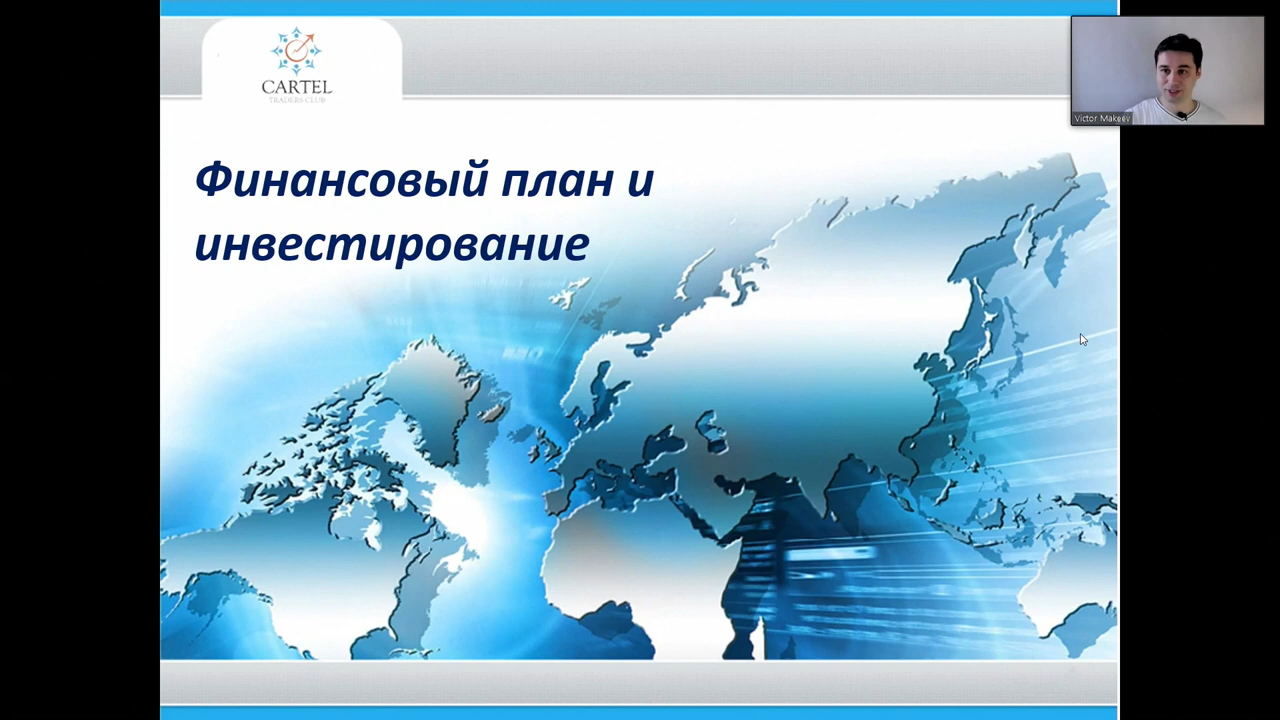 CARTEL
TRADERS CLUB
Victor Makeev
Финансовый план и
инвестирование